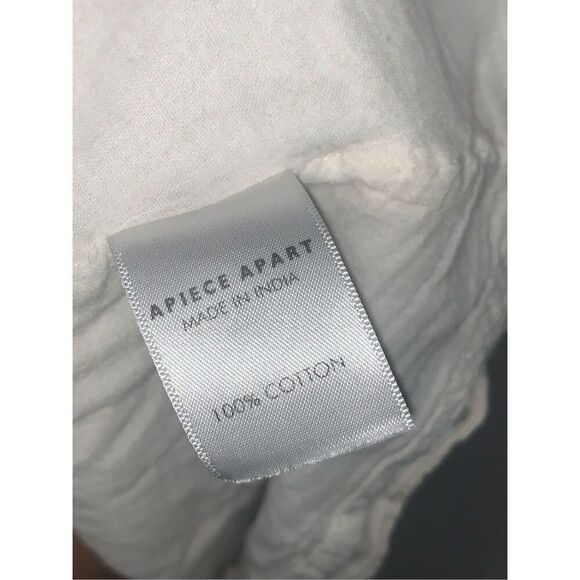 APIECE APART
MADE IN INDIA
100% COTTON